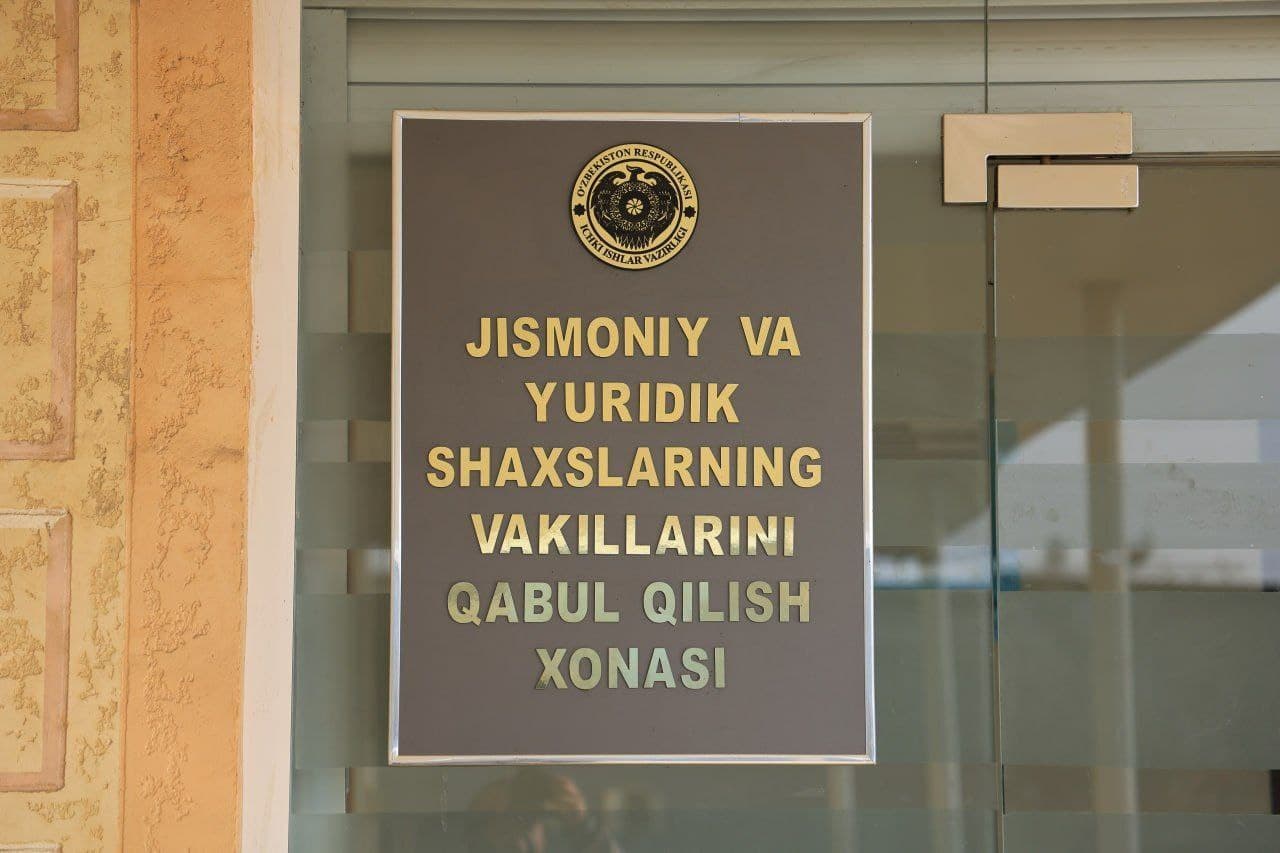 O'ZBEKISTON RESPUBLIKASI
ICHKI ISHLAR VAZIRLIGI
JISMONIY VA
YURIDIK
SHAXSLARNING
VAKILLARINI
QABUL QILISH
XONASI